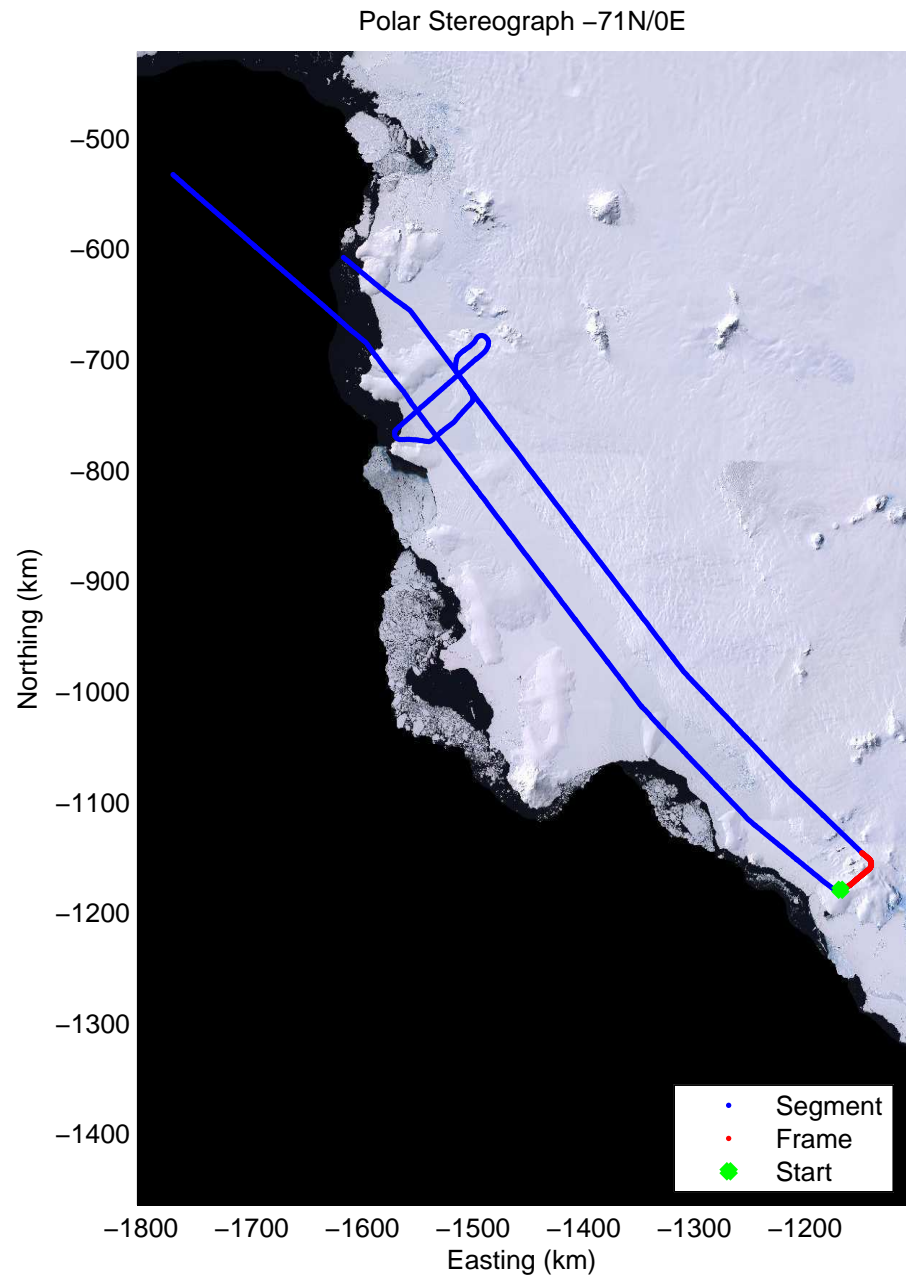 Polar Stereograph −71N/0E
−500
−600
−700
−800
−900
−1000
−1100
−1200
−1300
−1400
Northing (km)
−1800 −1700 −1600 −1500 −1400 −1300 −1200
Easting (km)
Segment
Frame
Start